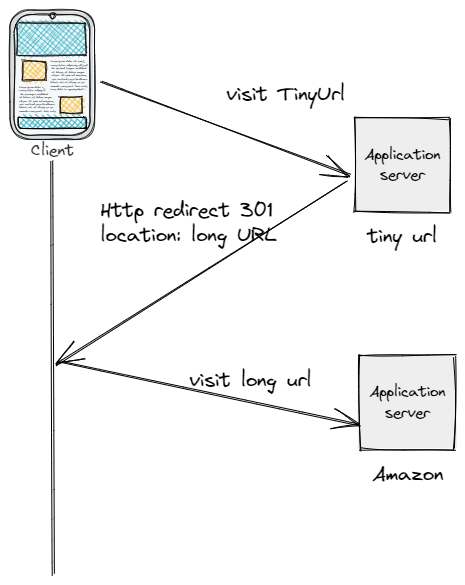 Client
visit TinyUrl
Application
server
tiny url
Http redirect 301
location: long URL
visit long url
Application
server
Amazon